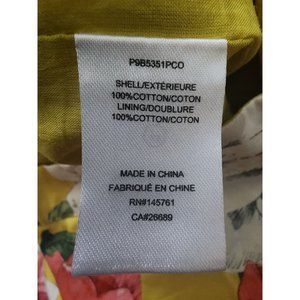 P9B5351PCO
SHELL/EXTÉRIEURE
100%COTTON/COTON
LINING/DOUBLURE
100%COTTON/COTON
MADE IN CHINA
FABRIQUÉ EN CHINE
RN#145761
CA#26689